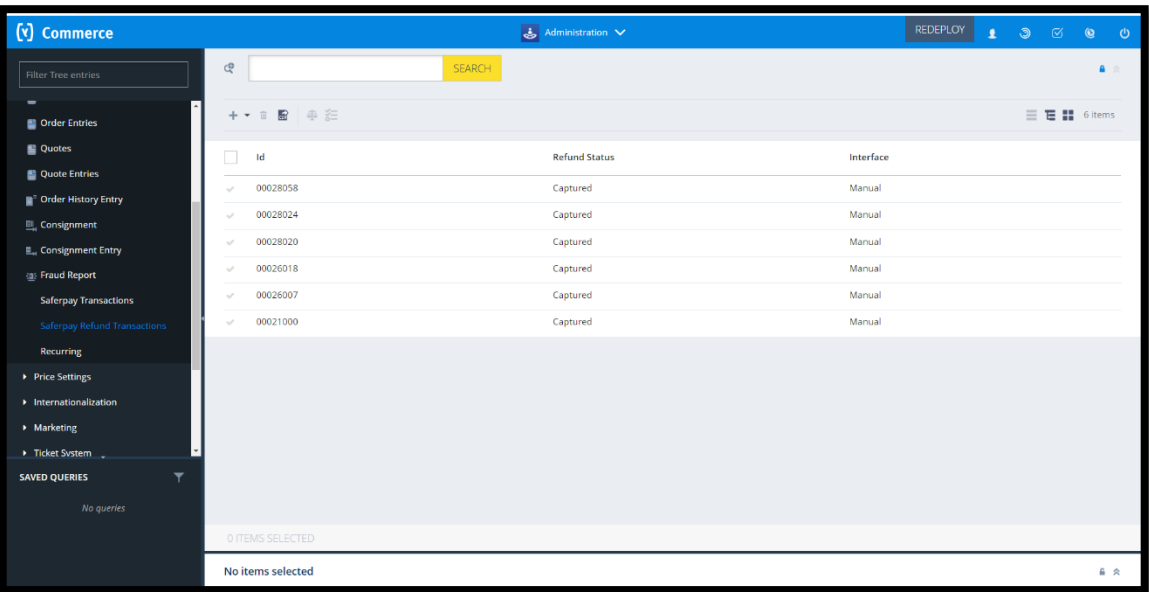 (y) Commerce
Administration
REDEPLOY
Filter Tree entries
SEARCH
Order Entries
Quotes
Quote Entries
Order History Entry
Consignment
Consignment Entry
Fraud Report
Saferpay Transactions
Saferpay Refund Transactions
Recurring
Price Settings
Internationalization
Marketing
Ticket System
SAVED QUERIES
No queries
6 items
Id Refund Status Interface
00028058 Captured Manual
00028024 Captured Manual
00028020 Captured Manual
00026018 Captured Manual
00026007 Captured Manual
00021000 Captured Manual
0 ITEMS SELECTED
No items selected